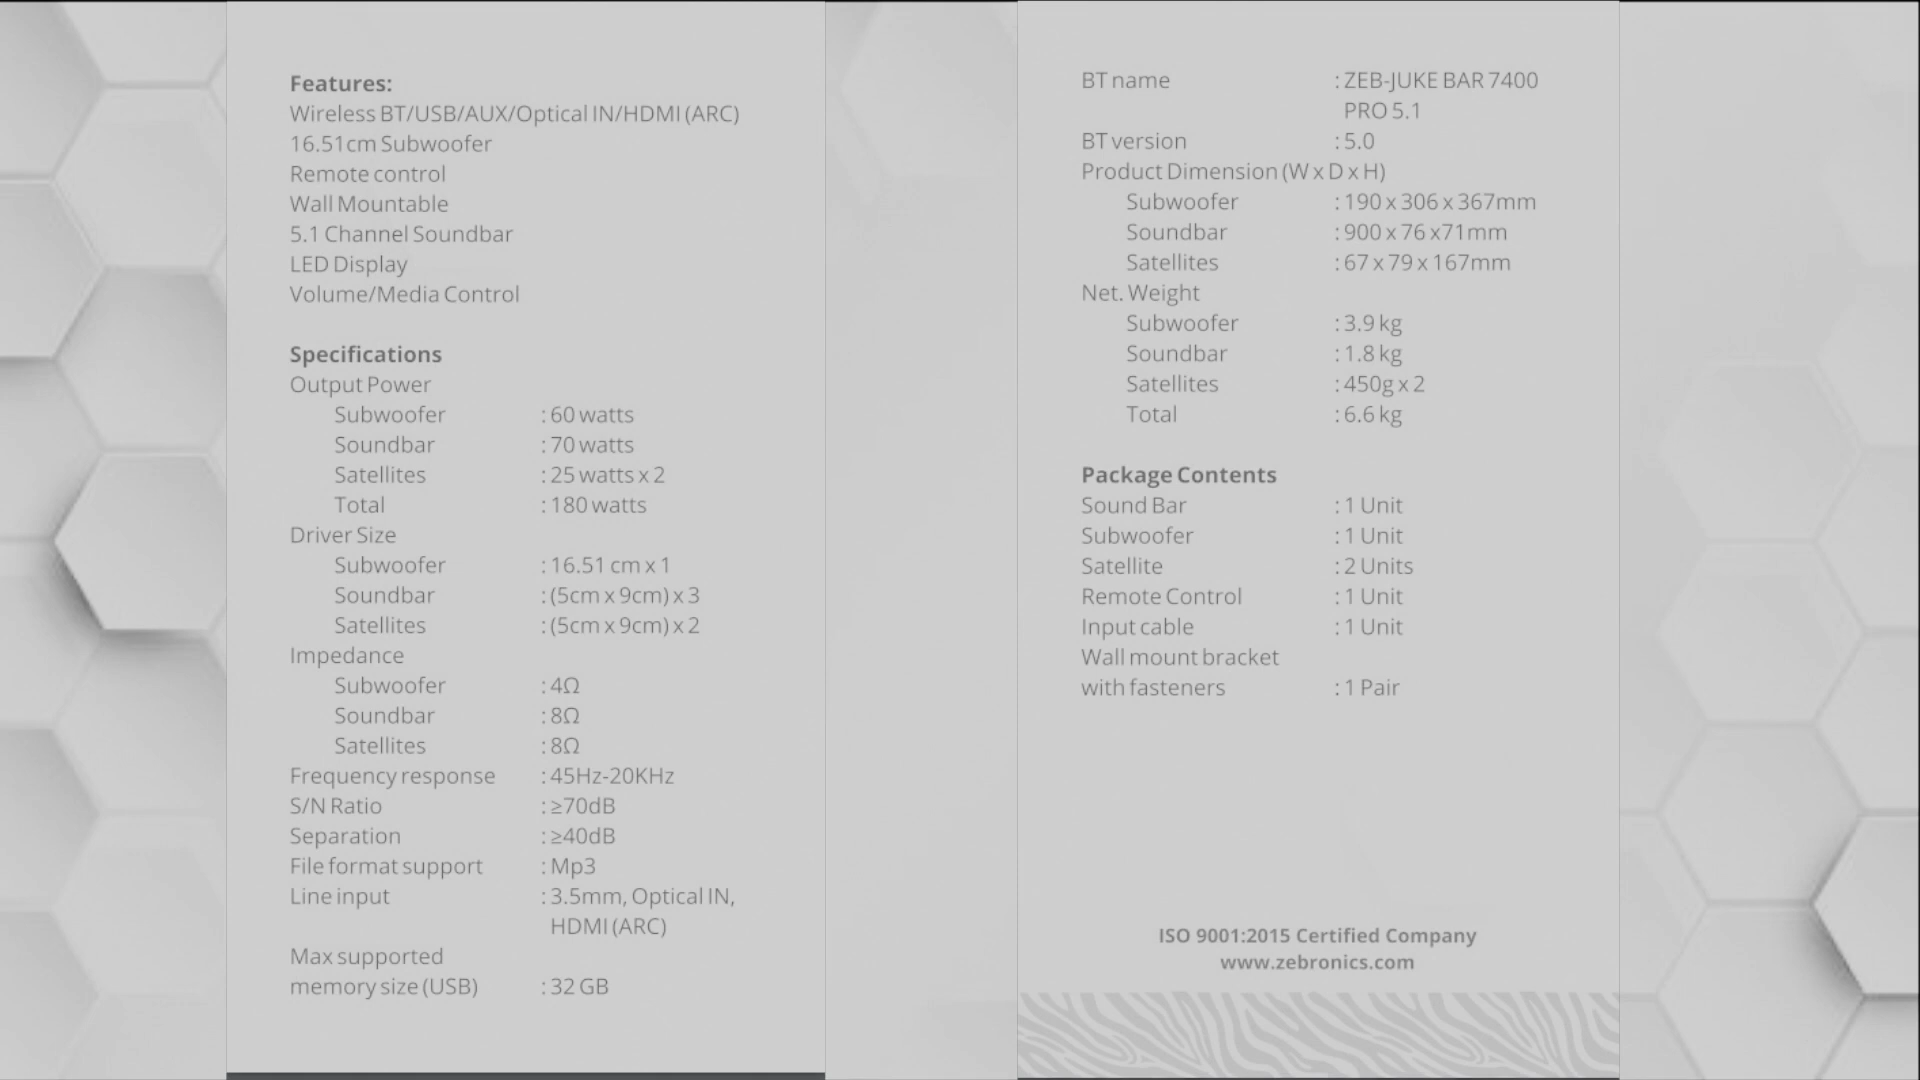 Features:
Wireless BT/USB/AUX/Optical IN/HDMI (ARC)
16.51cm Subwoofer
Remote control
Wall Mountable
5.1 Channel Soundbar
LED Display
Volume/Media Control
Specifications
Output Power
Subwoofer : 60 watts
Soundbar : 70 watts
Satellites : 25 watts x 2
Total : 180 watts
Driver Size
Subwoofer : 16.51 cm x 1
Soundbar : (5cm x 9cm) x 3
Satellites : (5cm x 9cm) x 2
Impedance
Subwoofer : 4Ω
Soundbar : 8Ω
Satellites : 8Ω
Frequency response : 45Hz-20KHz
S/N Ratio : ≥70dB
Separation : ≥40dB
File format support : Mp3
Line input : 3.5mm, Optical IN,
HDMI (ARC)
Max supported
memory size (USB) : 32 GB
BT name : ZEB-JUKE BAR 7400
PRO 5.1
BT version : 5.0
Product Dimension (W x D x H)
Subwoofer : 190 x 306 x 367mm
Soundbar : 900 x 76 x71mm
Satellites : 67 x 79 x 167mm
Net. Weight
Subwoofer : 3.9 kg
Soundbar : 1.8 kg
Satellites : 450g x 2
Total : 6.6 kg
Package Contents
Sound Bar : 1 Unit
Subwoofer : 1 Unit
Satellite : 2 Units
Remote Control : 1 Unit
Input cable : 1 Unit
Wall mount bracket
with fasteners : 1 Pair
ISO 9001:2015 Certified Company
www.zebronics.com